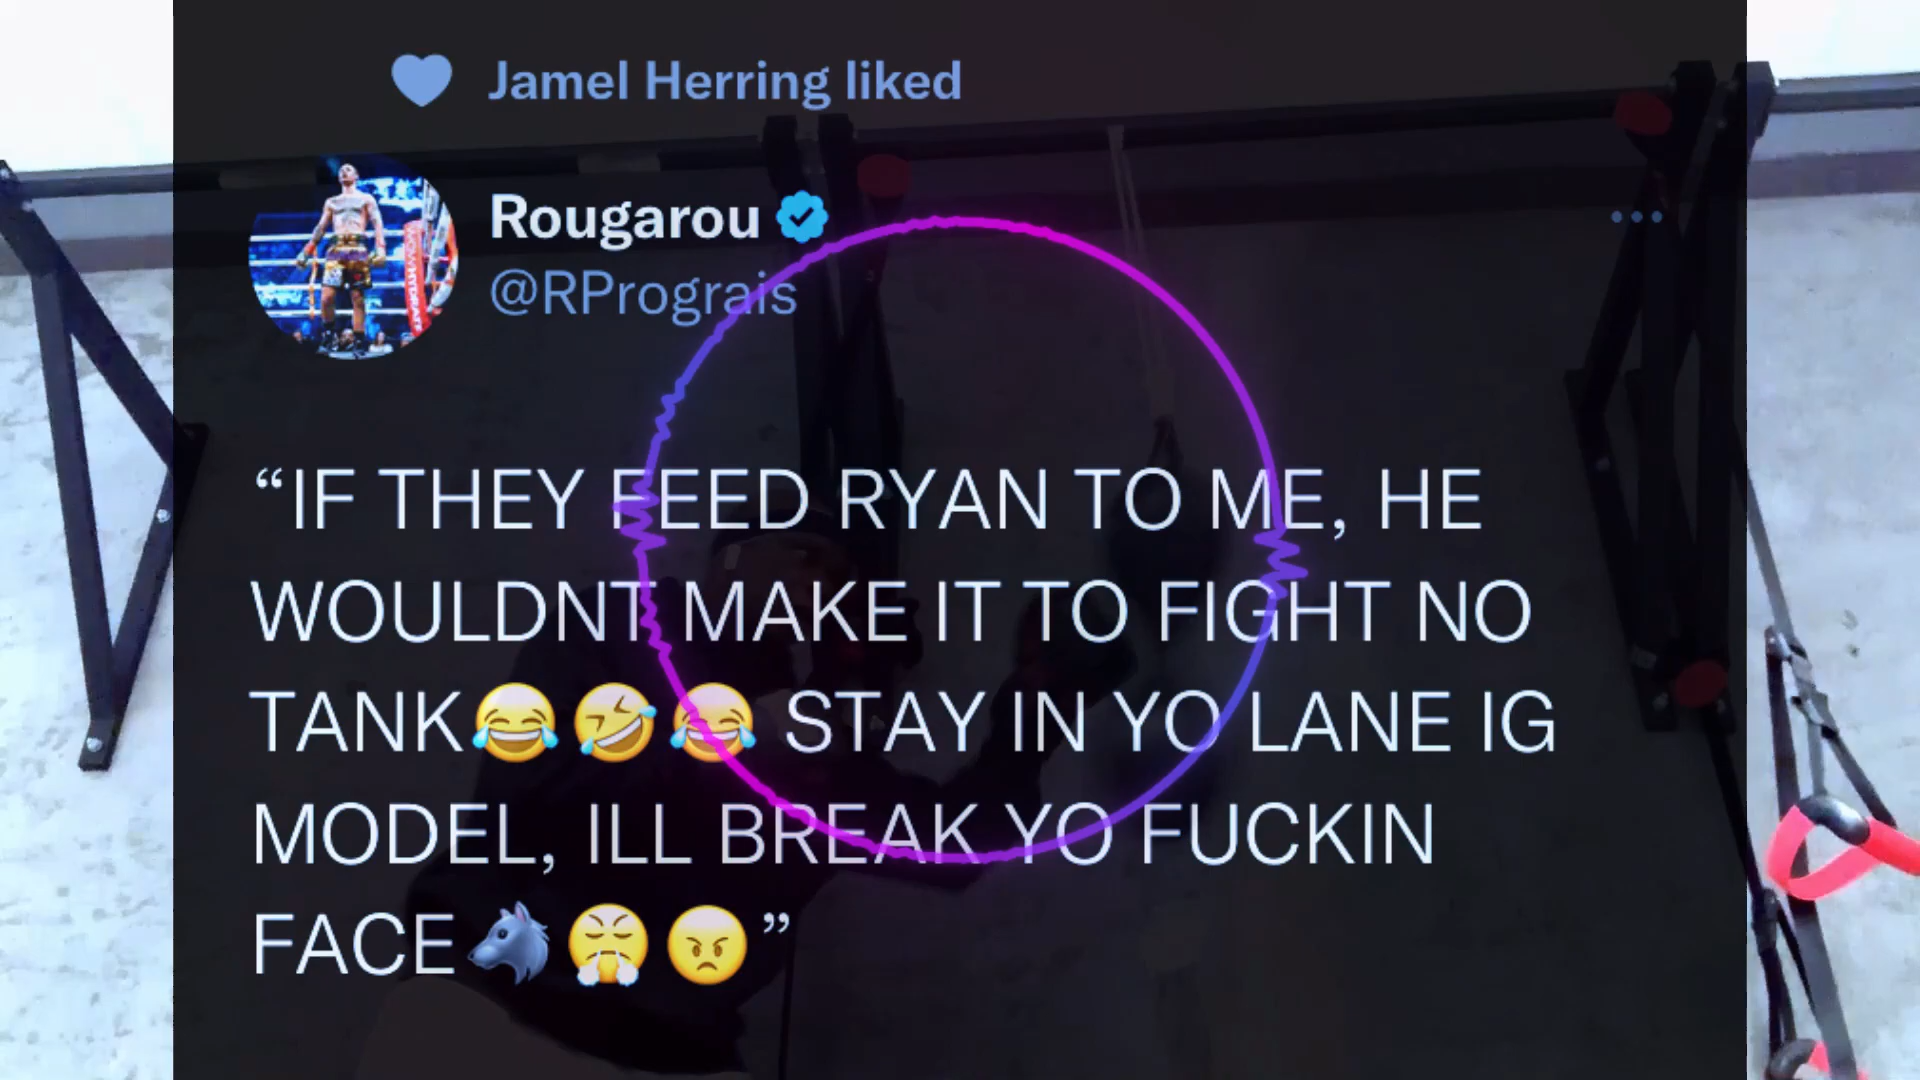 Jamel Herring liked
Rougarou
@RPrograis
“IF THEY FEED RYAN TO ME, HE
WOULDNT MAKE IT TO FIGHT NO
TANK😂🤣😂 STAY IN YO LANE IG
MODEL, ILL BREAK YO FUCKIN
FACE🐺😤😠”